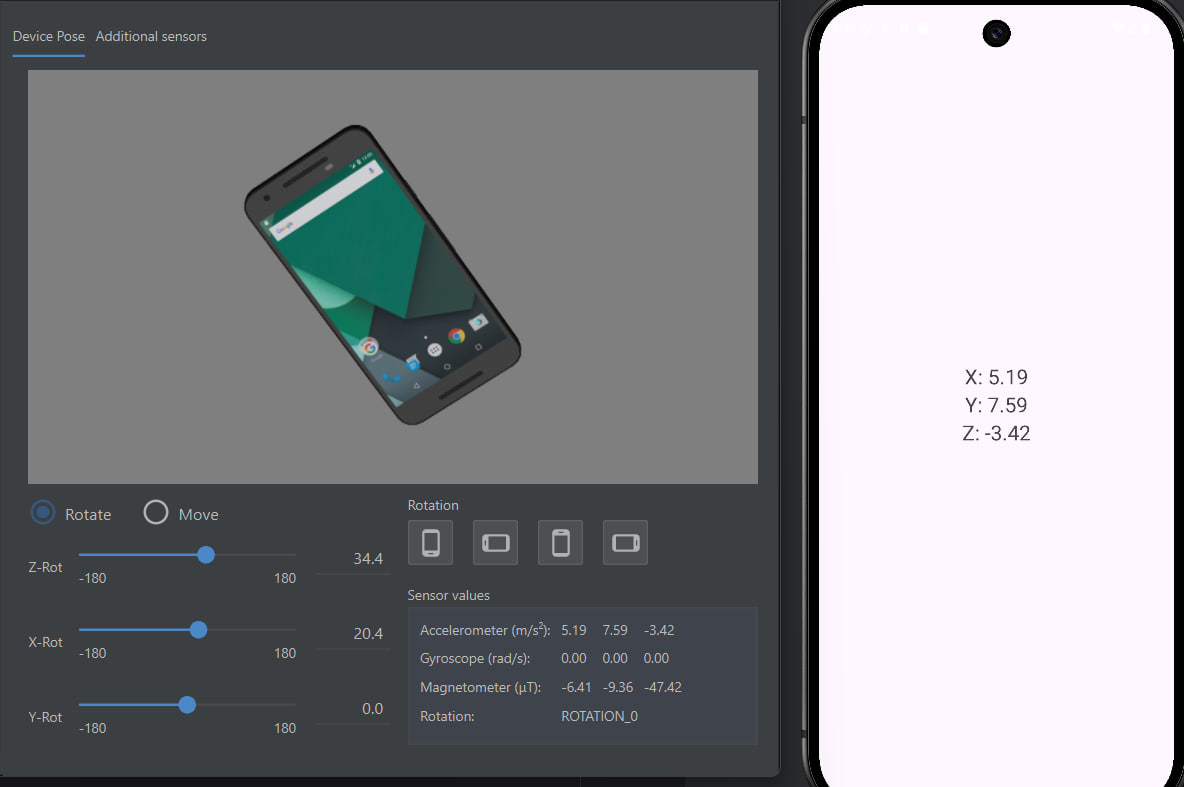 Device Pose Additional sensors
Google
Rotate Move
Z-Rot -180 180 34.4
X-Rot -180 180 20.4
Y-Rot -180 180 0.0
Rotation
Sensor values
Accelerometer (m/s²): 5.19 7.59 -3.42
Gyroscope (rad/s): 0.00 0.00 0.00
Magnetometer (μT): -6.41 -9.36 -47.42
Rotation: ROTATION_0
X: 5.19
Y: 7.59
Z: -3.42